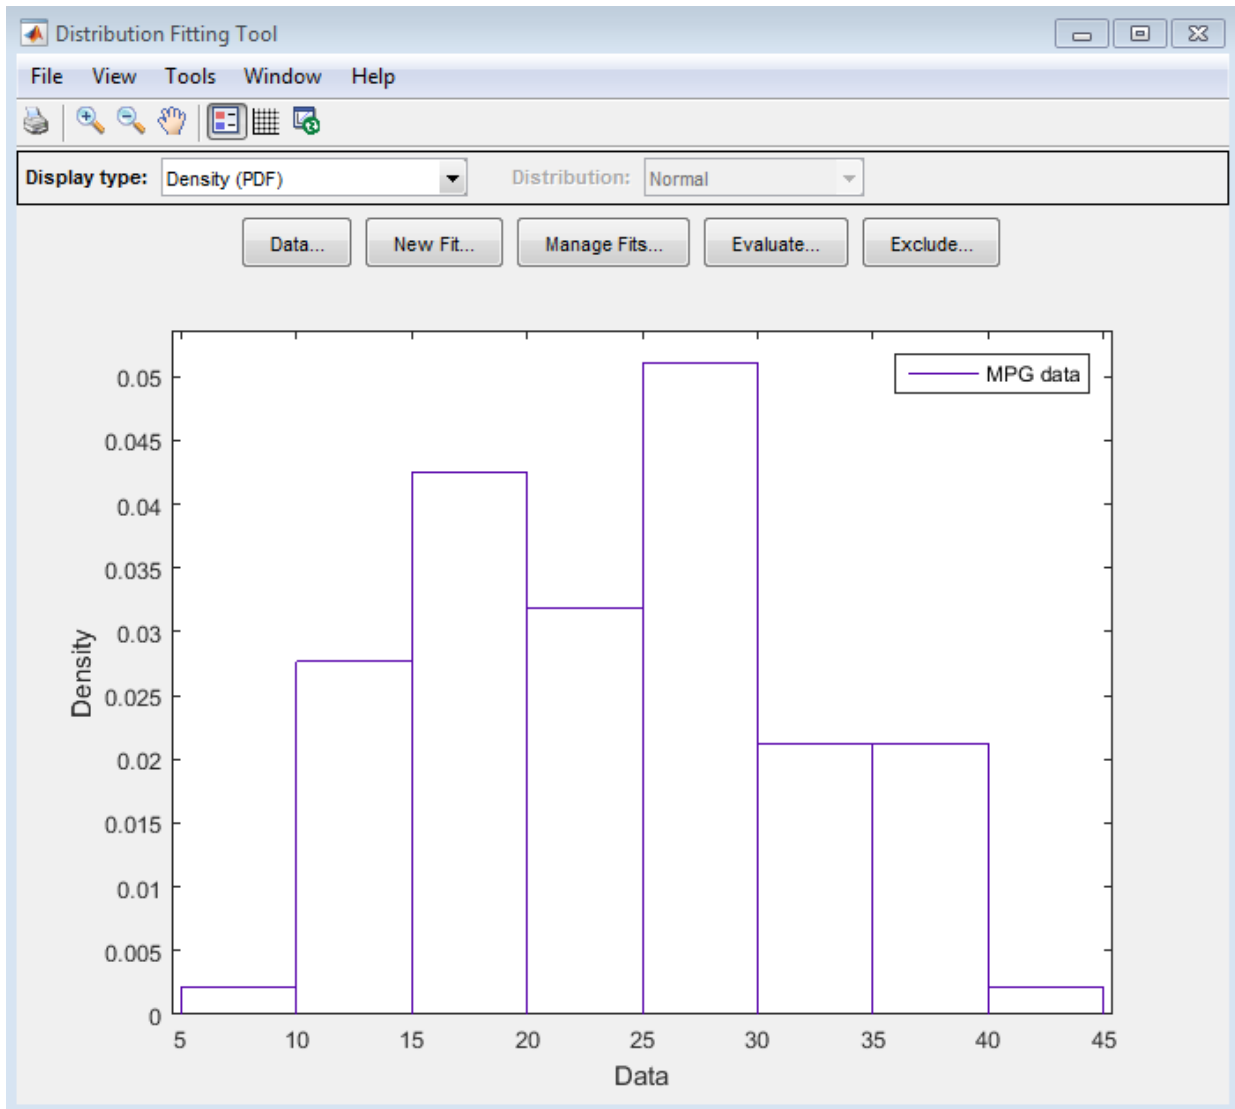 Distribution Fitting Tool
File View Tools Window Help
Display type: Density (PDF) Distribution: Normal
Data... New Fit... Manage Fits... Evaluate... Exclude...
MPG data
0.05
0.045
0.04
0.035
0.03
0.025
0.02
0.015
0.01
0.005
0
Density
5 10 15 20 25 30 35 40 45
Data